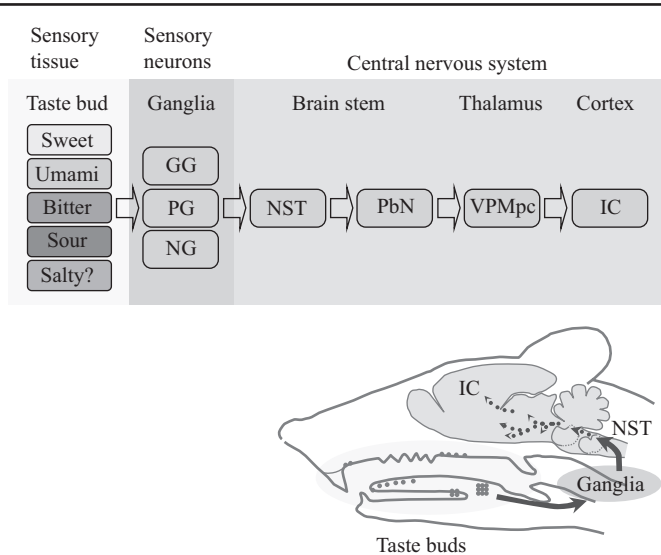 Sensory tissue
Sensory neurons
Central nervous system
Taste bud
Ganglia
Brain stem
Thalamus
Cortex
Sweet
Umami
Bitter
Sour
Salty?
GG
PG
NG
NST
PbN
VPMpc
IC
IC
NST
Ganglia
Taste buds